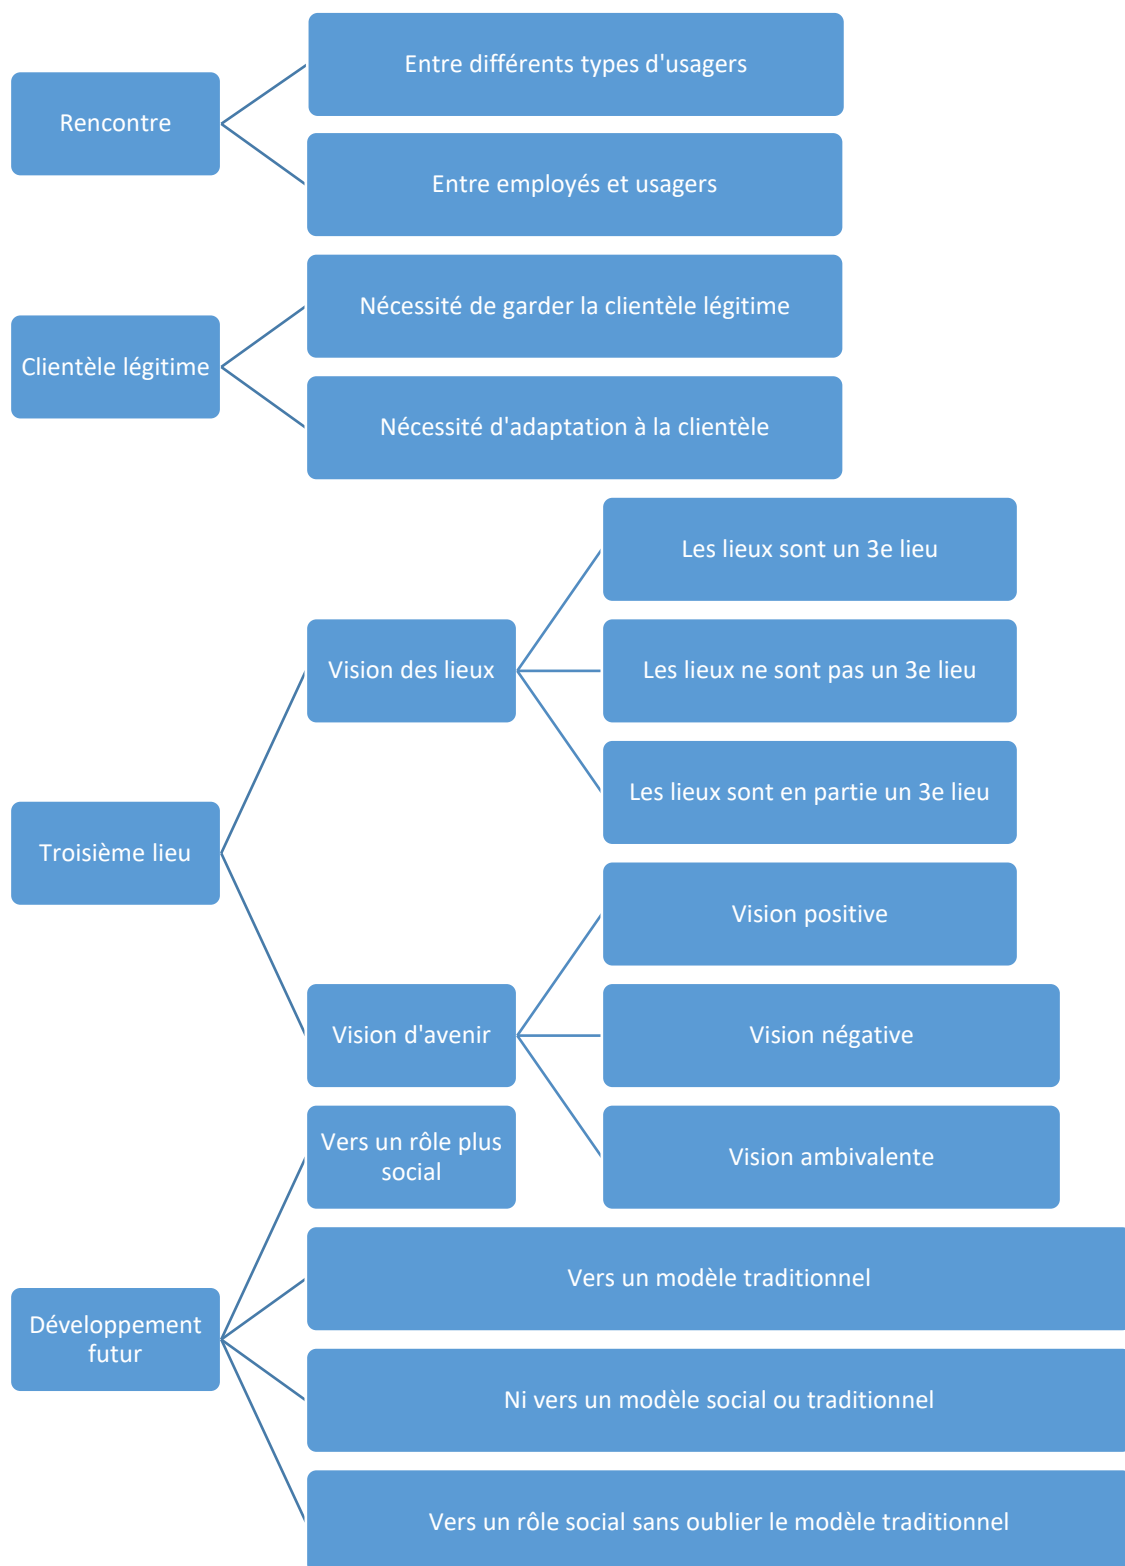 Rencontre
Entre différents types d'usagers
Entre employés et usagers
Clientèle légitime
Nécessité de garder la clientèle légitime
Nécessité d'adaptation à la clientèle
Troisième lieu
Vision des lieux
Les lieux sont un 3e lieu
Les lieux ne sont pas un 3e lieu
Les lieux sont en partie un 3e lieu
Vision d'avenir
Vision positive
Vision négative
Vision ambivalente
Développement
futur
Vers un rôle plus
social
Vers un modèle traditionnel
Ni vers un modèle social ou traditionnel
Vers un rôle social sans oublier le modèle traditionnel